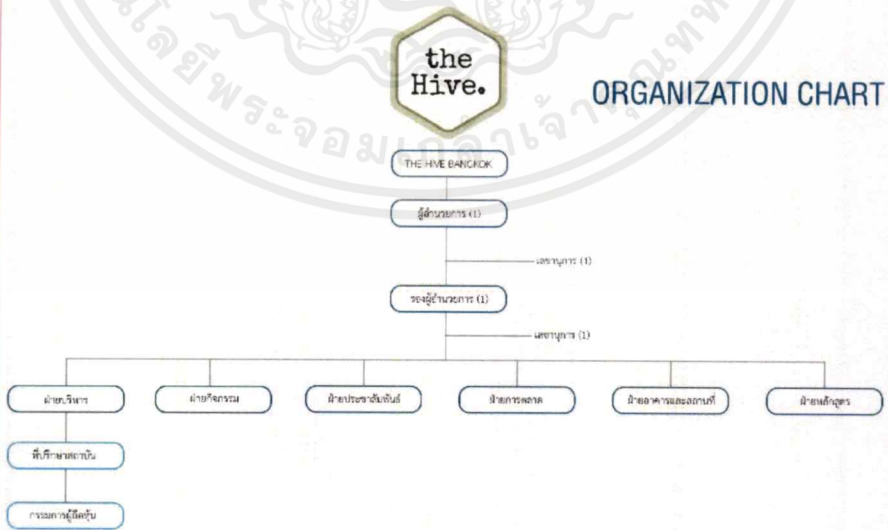 the
Hive.
ORGANIZATION CHART
THE HIVE BANGKOK
ผู้อำนวยการ (1)
เลขานุการ (1)
รองผู้อำนวยการ (1)
เลขานุการ (1)
ฝ่ายบริหาร
ฝ่ายกิจกรรม
ฝ่ายประชาสัมพันธ์
ฝ่ายการตลาด
ฝ่ายอาคารและสถานที่
ฝ่ายหลักสูตร
ที่ปรึกษาสถาบัน
กรรมการผู้ถือหุ้น